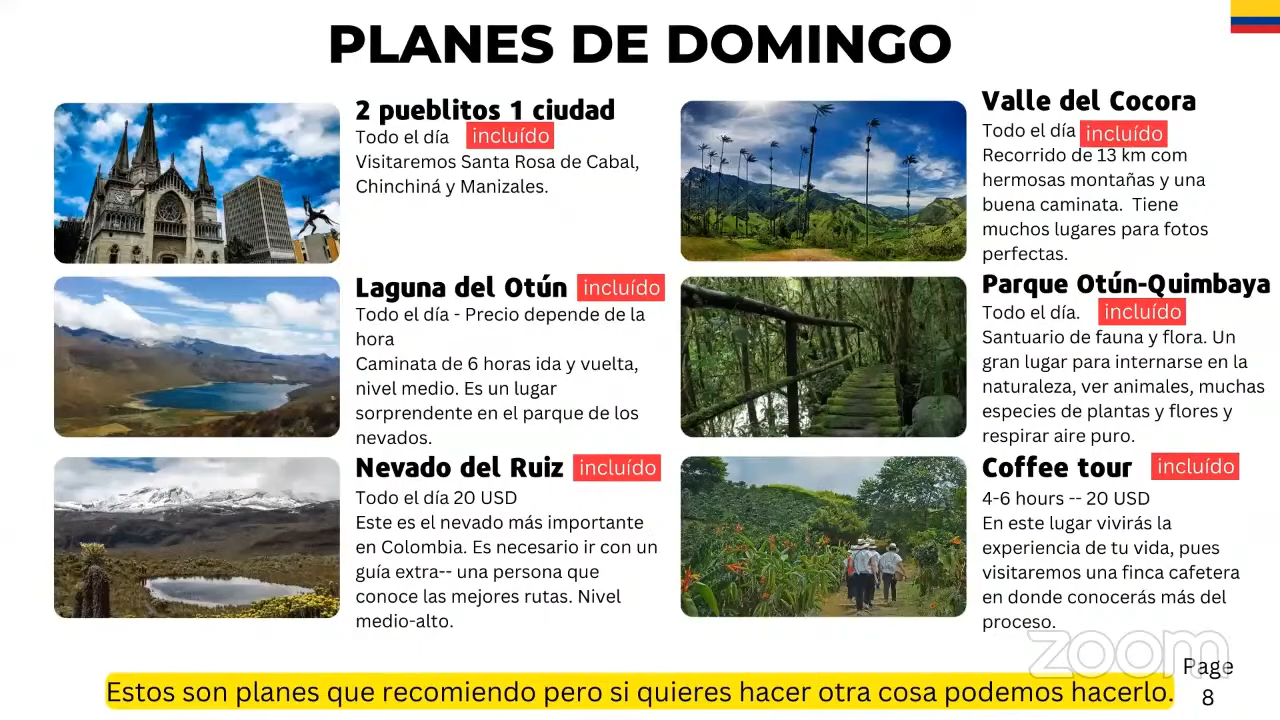 PLANES DE DOMINGO
2 pueblitos 1 ciudad
Todo el día incluído
Visitaremos Santa Rosa de Cabal,
Chinchiná y Manizales.
Valle del Cocora
Todo el día incluído
Recorrido de 13 km com
hermosas montañas y una
buena caminata. Tiene
muchos lugares para fotos
perfectas.
Laguna del Otún incluído
Todo el día - Precio depende de la
hora
Caminata de 6 horas ida y vuelta,
nivel medio. Es un lugar
sorprendente en el parque de los
nevados.
Parque Otún-Quimbaya
Todo el día. incluído
Santuario de fauna y flora. Un
gran lugar para internarse en la
naturaleza, ver animales, muchas
especies de plantas y flores y
respirar aire puro.
Nevado del Ruiz incluído
Todo el día 20 USD
Este es el nevado más importante
en Colombia. Es necesario ir con un
guía extra-- una persona que
conoce las mejores rutas. Nivel
medio-alto.
Coffee tour incluído
4-6 hours -- 20 USD
En este lugar vivirás la
experiencia de tu vida, pues
visitaremos una finca cafetera
en donde conocerás más del
proceso.
zoom
Page
8
Estos son planes que recomiendo pero si quieres hacer otra cosa podemos hacerlo.